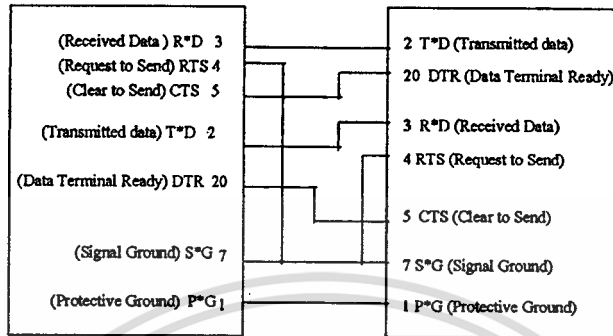 (Received Data ) R*D 3
(Request to Send) RTS 4
(Clear to Send) CTS 5
(Transmitted data) T*D 2
(Data Terminal Ready) DTR 20
(Signal Ground) S*G 7
(Protective Ground) P*G 1
2 T*D (Transmitted data)
20 DTR (Data Terminal Ready)
3 R*D (Received Data)
4 RTS (Request to Send)
5 CTS (Clear to Send)
7 S*G (Signal Ground)
1 P*G (Protective Ground)